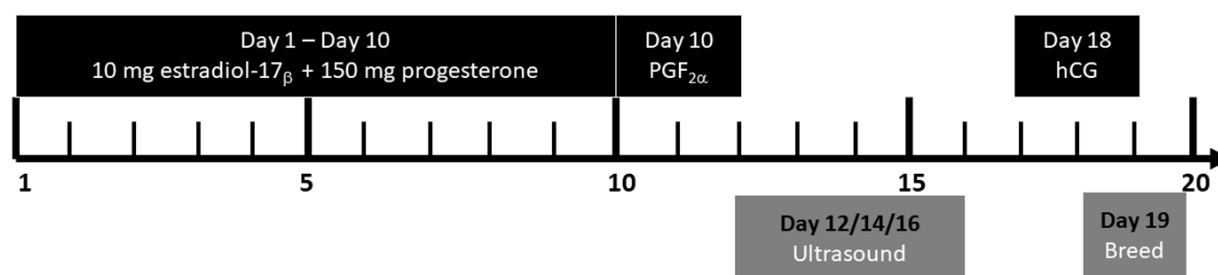 Day 1 – Day 10
10 mg estradiol-17β + 150 mg progesterone
Day 10
PGF2α
Day 18
hCG
1
5
10
15
20
Day 12/14/16
Ultrasound
Day 19
Breed